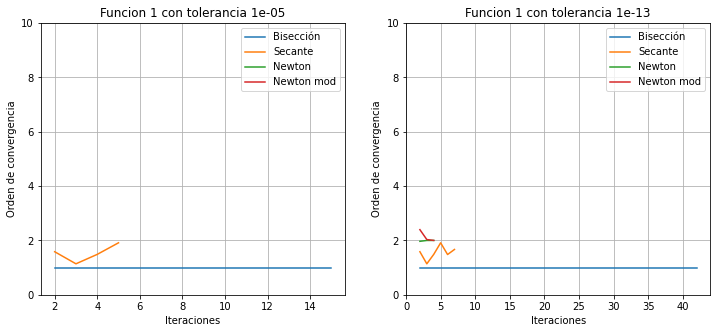 Funcion 1 con tolerancia 1e-05
Orden de convergencia
10
8
6
4
2
0
Bisección
Secante
Newton
Newton mod
2 4 6 8 10 12 14
Iteraciones
Funcion 1 con tolerancia 1e-13
Orden de convergencia
10
8
6
4
2
0
Bisección
Secante
Newton
Newton mod
0 5 10 15 20 25 30 35 40
Iteraciones